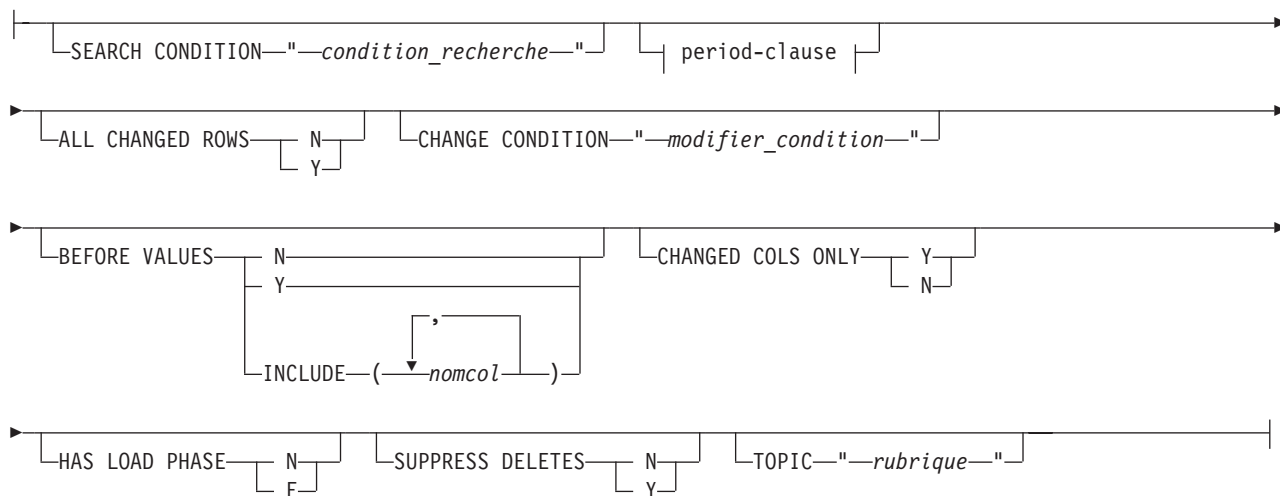 SEARCH CONDITION " condition_recherche " period-clause
ALL CHANGED ROWS N CHANGE CONDITION " modifier_condition "
Y
BEFORE VALUES N CHANGED COLS ONLY Y
Y N
,
INCLUDE ( nomcol )
HAS LOAD PHASE N SUPPRESS DELETES N TOPIC " rubrique "
E Y